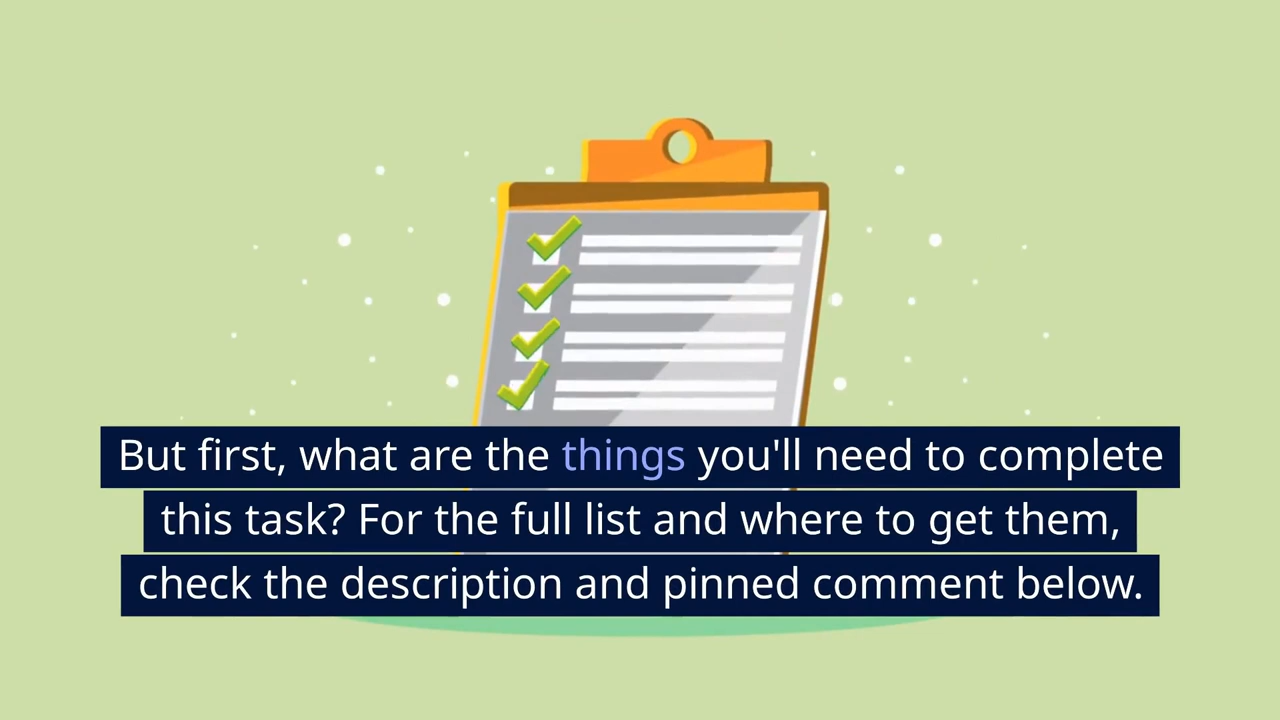 But first, what are the things you'll need to complete
this task? For the full list and where to get them,
check the description and pinned comment below.